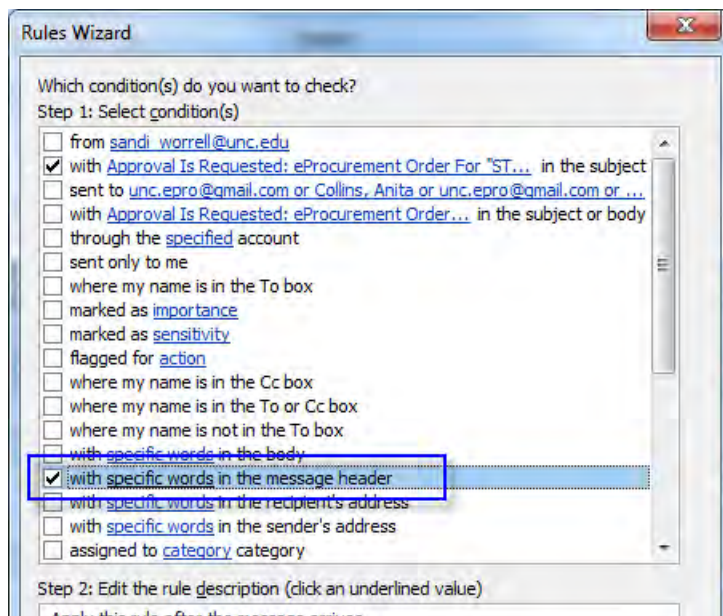 Rules Wizard
Which condition(s) do you want to check?
Step 1: Select condition(s)
from sandi_worrell@unc.edu
with Approval Is Requested: eProcurement Order For "ST... in the subject
sent to unc.epro@gmail.com or Collins, Anita or unc.epro@gmail.com or ...
with Approval Is Requested: eProcurement Order... in the subject or body
through the specified account
sent only to me
where my name is in the To box
marked as importance
marked as sensitivity
flagged for action
where my name is in the Cc box
where my name is in the To or Cc box
where my name is not in the To box
with specific words in the body
with specific words in the message header
with specific words in the recipient's address
with specific words in the sender's address
assigned to category category
Step 2: Edit the rule description (click an underlined value)
Apply this rule after the message arrives